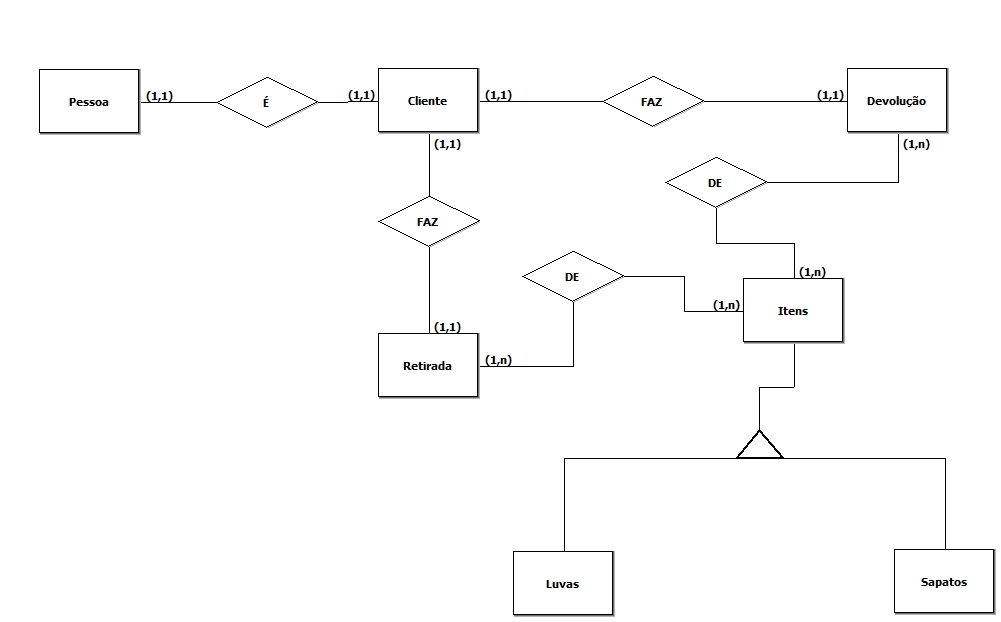 Pessoa
(1,1)
É
(1,1)
Cliente
(1,1)
FAZ
(1,1)
Devolução
(1,1)
(1,n)
DE
FAZ
DE
(1,n)
(1,n)
Itens
(1,1)
Retirada
(1,n)
Luvas
Sapatos